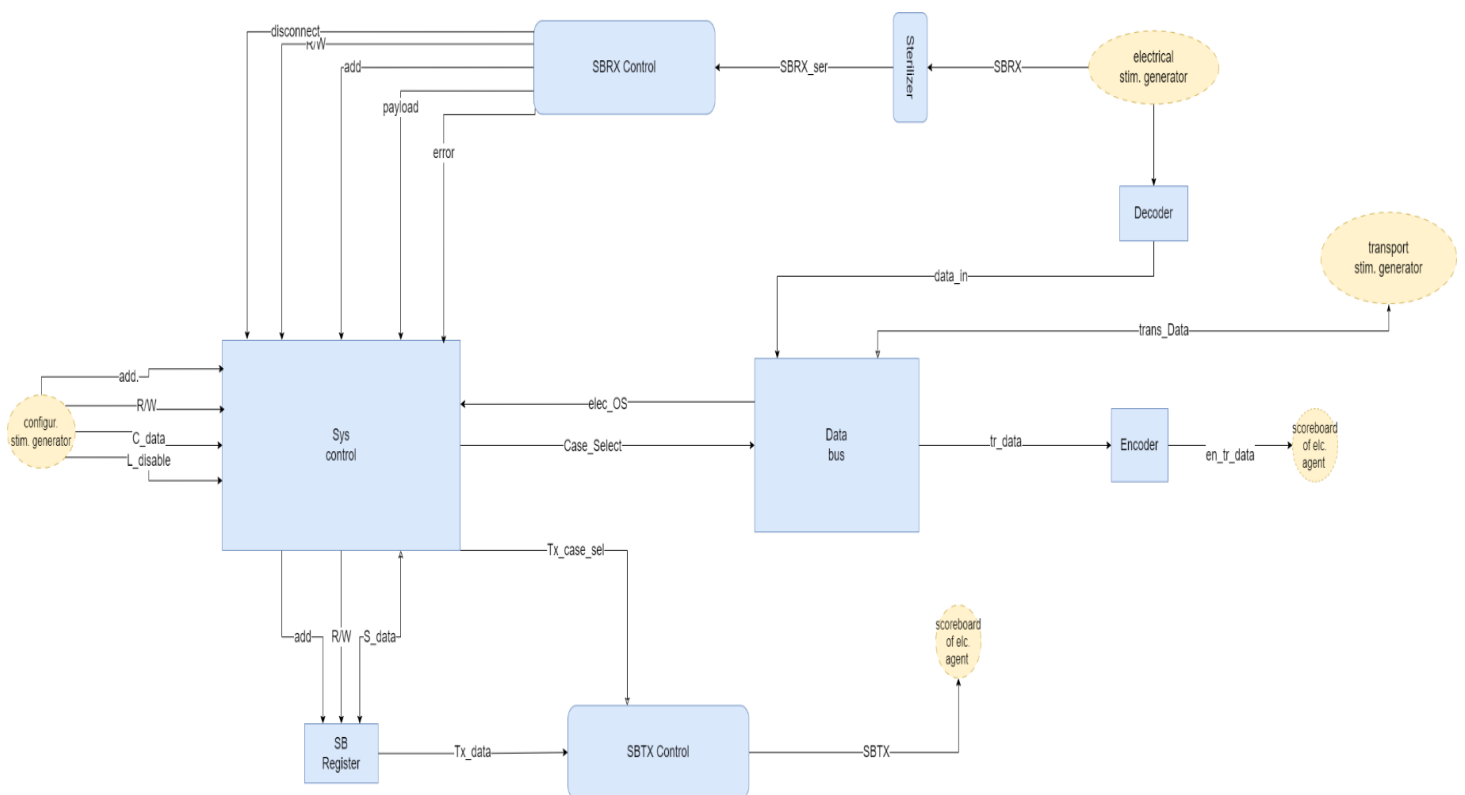 disconnect
R/W
add
payload
error
SBRX Control
SBRX_ser
Sterilizer
SBRX
electrical
stim. generator
Decoder
data_in
transport
stim. generator
trans_Data
add.
R/W
C_data
L_disable
configur.
stim. generator
Sys
control
elec_OS
Case_Select
Data
bus
tr_data
Encoder
en_tr_data
scoreboard
of elc.
agent
Tx_case_sel
add
R/W
S_data
SB
Register
Tx_data
SBTX Control
SBTX
scoreboard
of elc.
agent